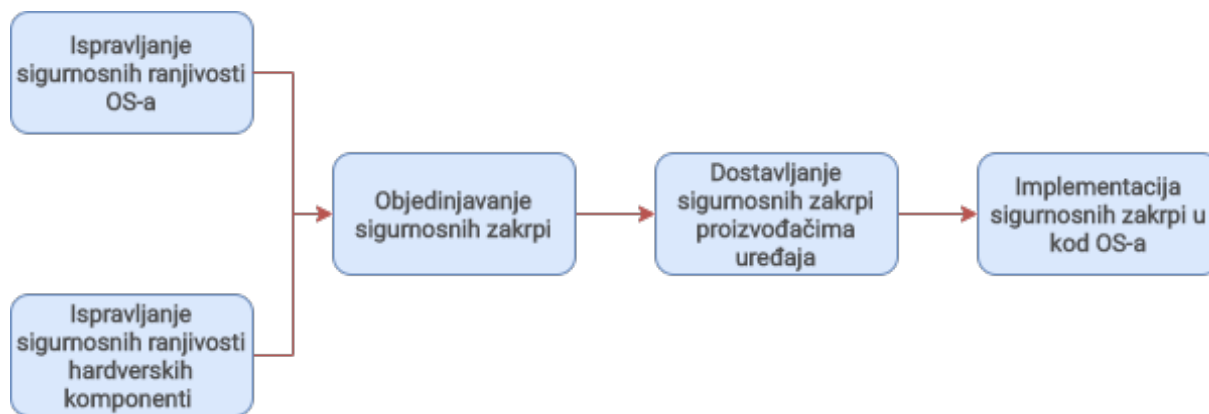 Ispravljanje
sigurnosnih ranjivosti
OS-a
Ispravljanje
sigurnosnih ranjivosti
hardverskih
komponenti
Objedinjavanje
sigurnosnih zakrpi
Dostavljanje
sigurnosnih zakrpi
proizvođačima
uređaja
Implementacija
sigurnosnih zakrpi u
kod OS-a